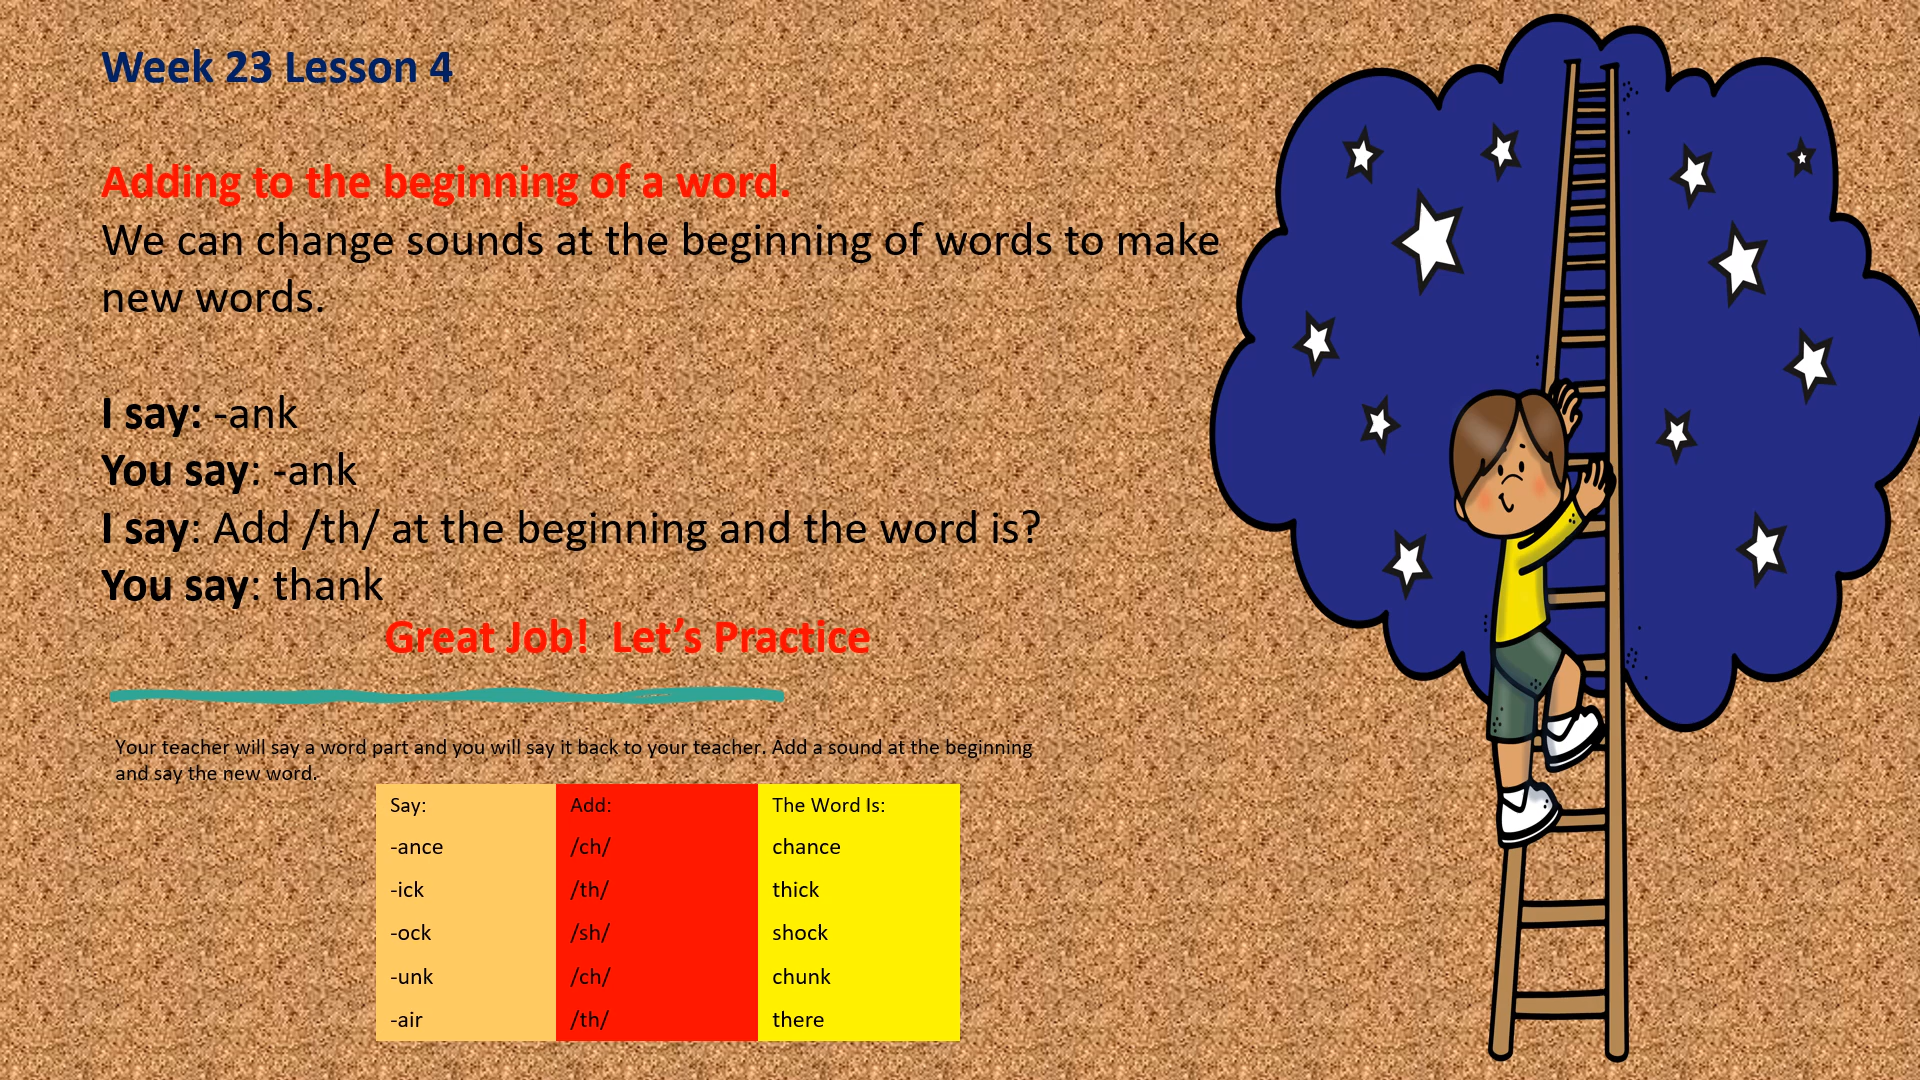 Week 23 Lesson 4
Adding to the beginning of a word.
We can change sounds at the beginning of words to make
new words.
I say: -ank
You say: -ank
I say: Add /th/ at the beginning and the word is?
You say: thank
Great Job!  Let’s Practice
Your teacher will say a word part and you will say it back to your teacher. Add a sound at the beginning
and say the new word.
Say: Add: The Word Is:
-ance /ch/ chance
-ick /th/ thick
-ock /sh/ shock
-unk /ch/ chunk
-air /th/ there